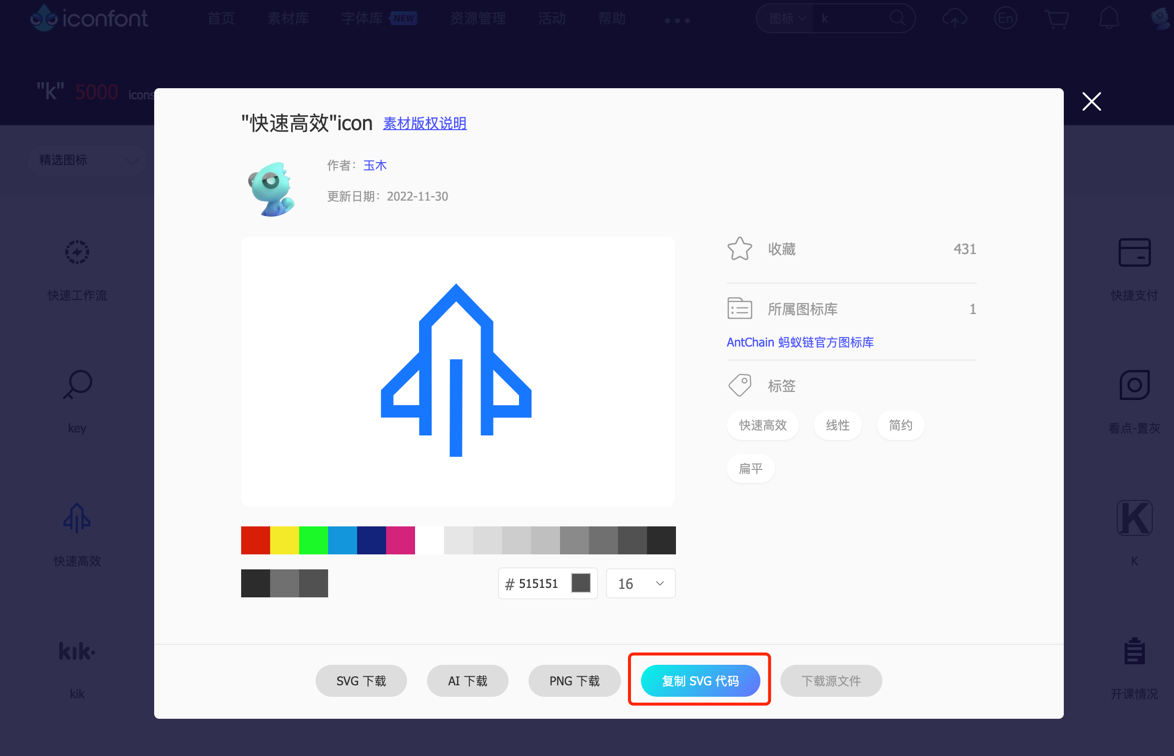 iconfont 首页 素材库 字体库 NEW 资源管理 活动 帮助 图标 k En
"k" 5000 icons
精选图标
快速工作流
key
快速高效
kik·
kik
"快速高效"icon 素材版权说明
作者：玉木
更新日期：2022-11-30
收藏 431
所属图标库 1
AntChain 蚂蚁链官方图标库
标签
快速高效 线性 简约
扁平
# 515151 16
SVG 下载 AI 下载 PNG 下载 复制 SVG 代码 下载源文件
快捷支付
看点-置灰
K
K
开课情况